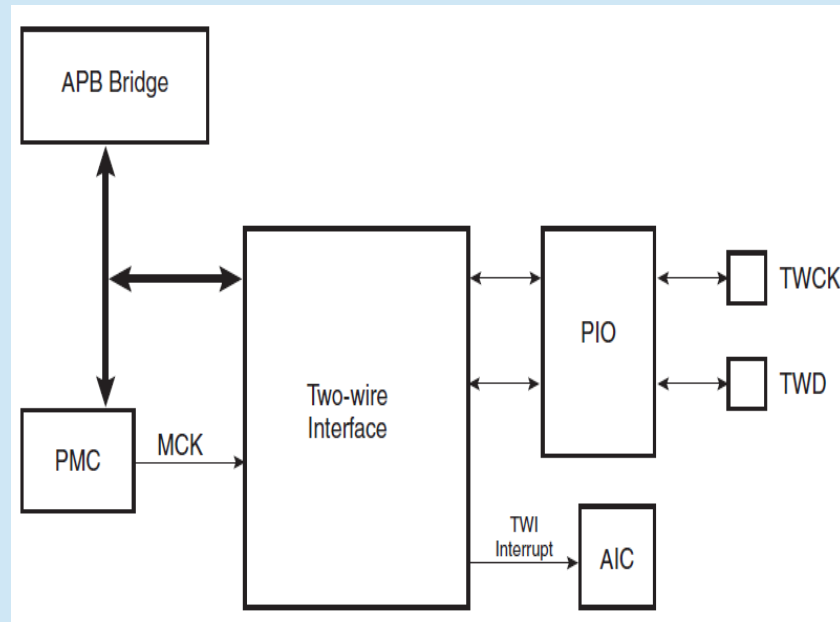 APB Bridge
PMC
MCK
Two-wire
Interface
PIO
TWCK
TWD
TWI
Interrupt
AIC